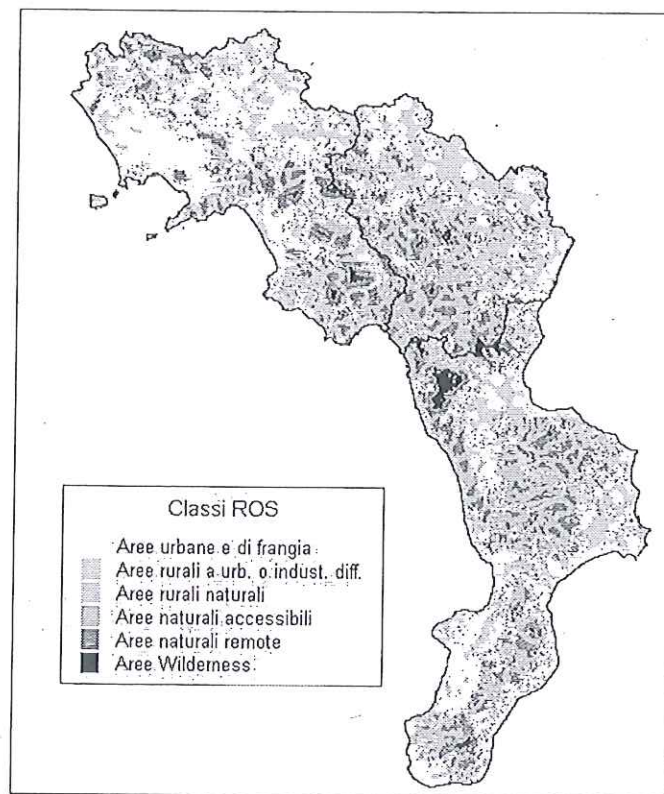 Classi ROS
Aree urbane e di frangia
Aree rurali a urb. o indust. diff.
Aree rurali naturali
Aree naturali accessibili
Aree naturali remote
Aree Wilderness